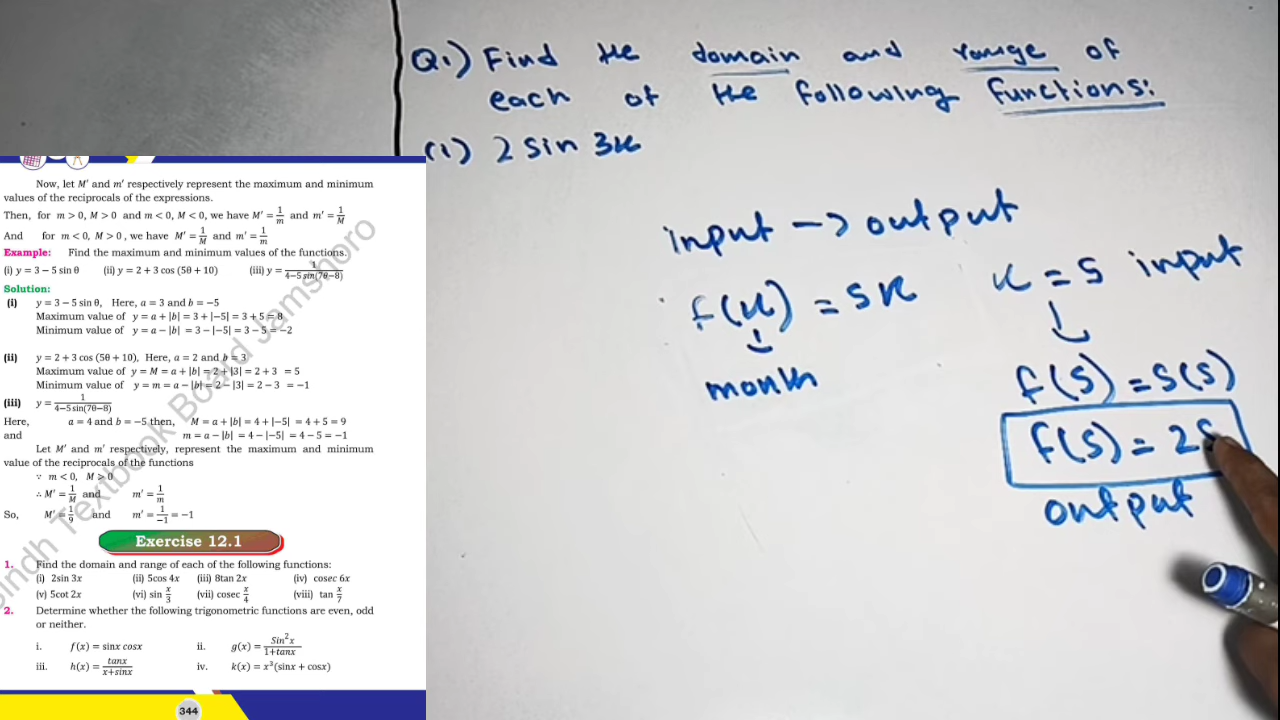 Q1) Find the domain and range of
each of the following functions:
(1) 2 sin 3x
input → output
f(x) = 5x
↓
month
x = 5 input
↓
f(5) = 5(5)
f(5) = 25
output
Now, let M′ and m′ respectively represent the maximum and minimum
values of the reciprocals of the expressions.
Then, for m > 0, M > 0 and m < 0, M < 0, we have M′ = 1/m and m′ = 1/M
And for m < 0, M > 0, we have M′ = 1/M and m′ = 1/m
Example: Find the maximum and minimum values of the functions.
(i) y = 3 − 5 sin θ (ii) y = 2 + 3 cos (5θ + 10) (iii) y = 1/(4−5 sin(7θ−8))
Solution:
(i) y = 3 − 5 sin θ, Here, a = 3 and b = −5
Maximum value of y = a + |b| = 3 + |−5| = 3 + 5 = 8
Minimum value of y = a − |b| = 3 − |−5| = 3 − 5 = −2
(ii) y = 2 + 3 cos (5θ + 10), Here, a = 2 and b = 3
Maximum value of y = M = a + |b| = 2 + |3| = 2 + 3 = 5
Minimum value of y = m = a − |b| = 2 − |3| = 2 − 3 = −1
(iii) y = 1/(4−5 sin(7θ−8))
Here, a = 4 and b = −5 then, M = a + |b| = 4 + |−5| = 4 + 5 = 9
and m = a − |b| = 4 − |−5| = 4 − 5 = −1
Let M′ and m′ respectively, represent the maximum and minimum
value of the reciprocals of the functions
∵ m < 0, M > 0
∴ M′ = 1/M and m′ = 1/m
So, M′ = 1/9 and m′ = 1/−1 = −1
Exercise 12.1
1. Find the domain and range of each of the following functions:
(i) 2sin 3x (ii) 5cos 4x (iii) 8tan 2x (iv) cosec 6x
(v) 5cot 2x (vi) sin x/3 (vii) cosec x/4 (viii) tan x/7
2. Determine whether the following trigonometric functions are even, odd
or neither.
i. f(x) = sinx cosx ii. g(x) = Sin²x/(1+tanx)
iii. h(x) = tanx/(x+sinx) iv. k(x) = x³(sinx + cosx)
344
Sindh Textbook Board Jamshoro